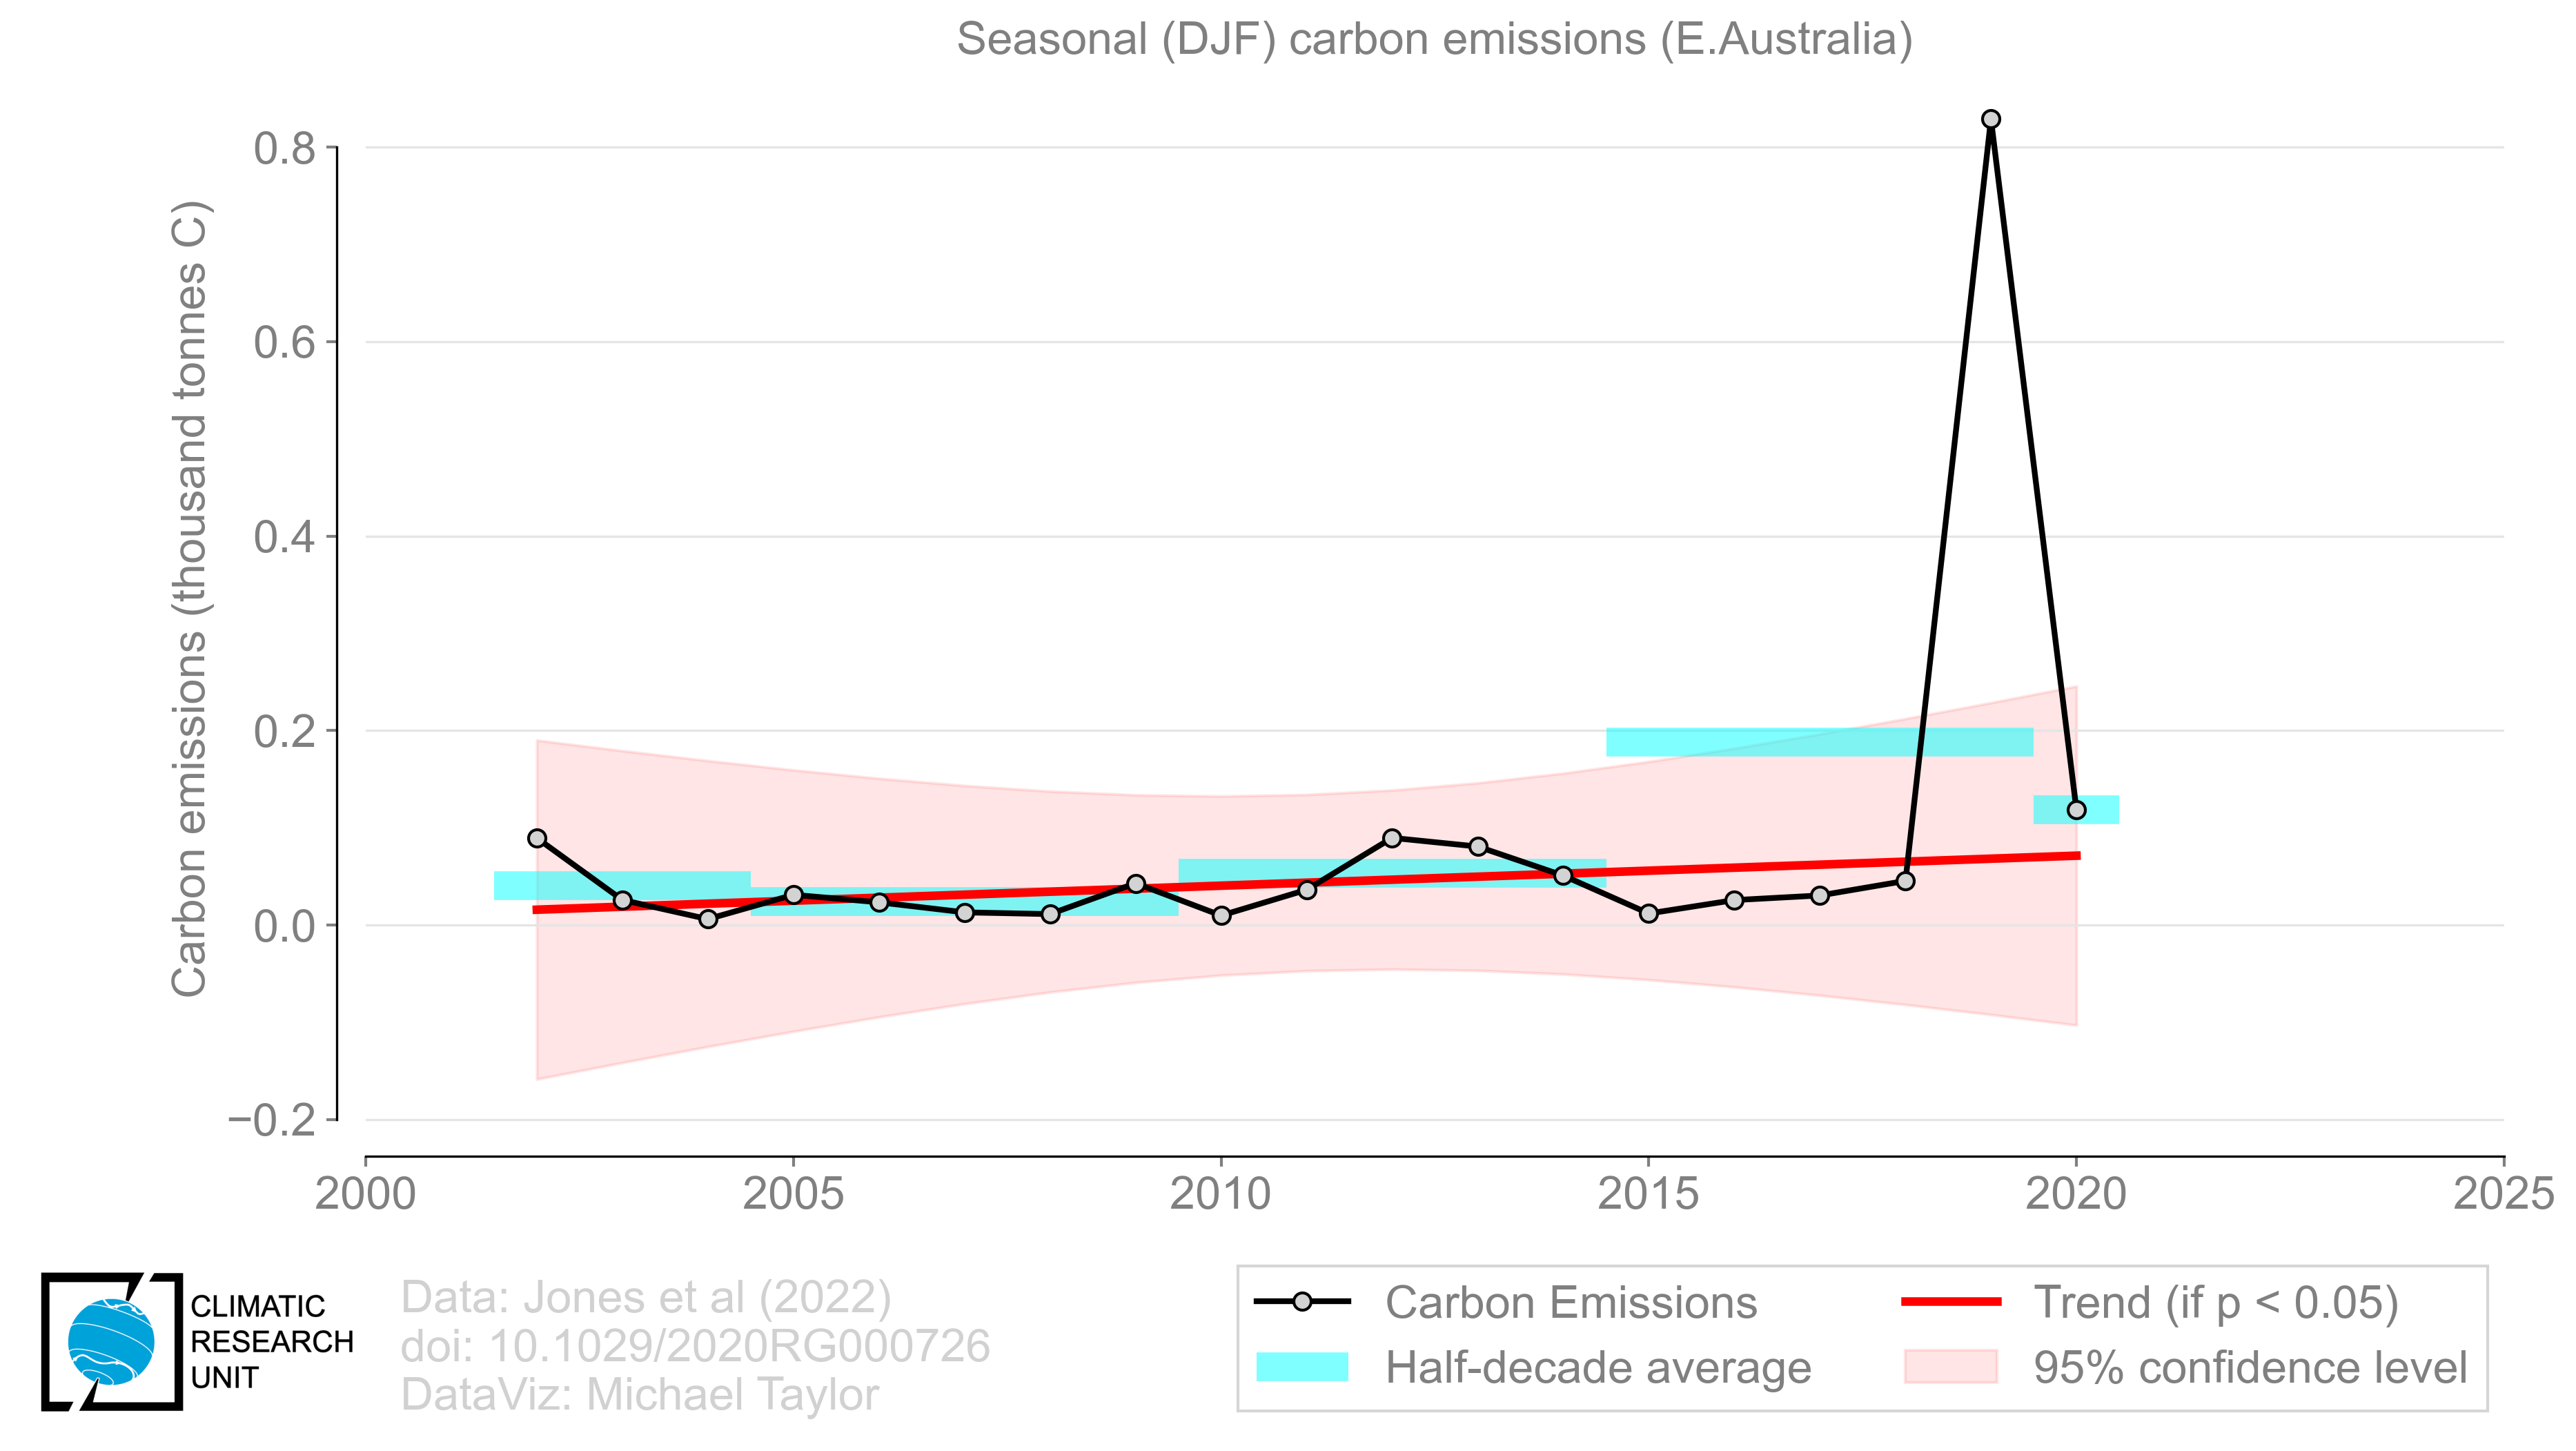 Seasonal (DJF) carbon emissions (E.Australia)
Carbon emissions (thousand tonnes C)
0.8
0.6
0.4
0.2
0.0
−0.2
2000
2005
2010
2015
2020
2025
CLIMATIC
RESEARCH
UNIT
Data: Jones et al (2022)
doi: 10.1029/2020RG000726
DataViz: Michael Taylor
Carbon Emissions
Half-decade average
Trend (if p < 0.05)
95% confidence level